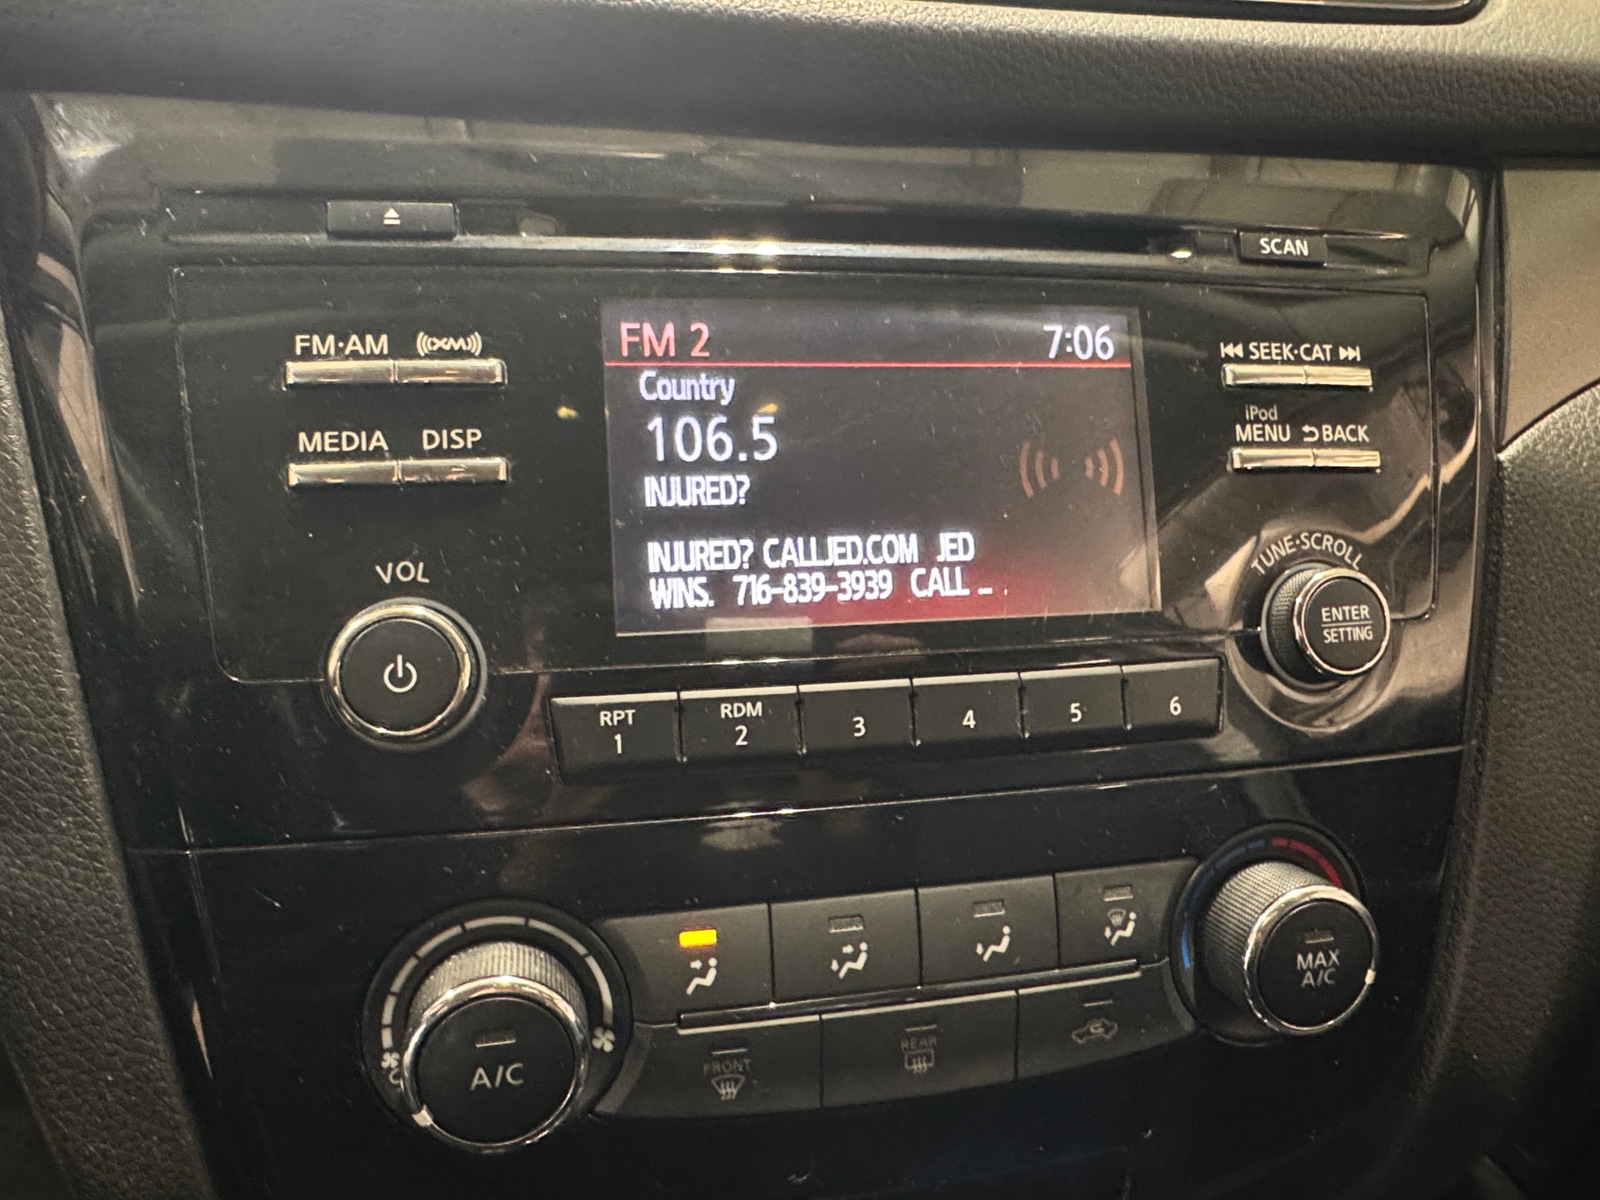 SCAN
FM·AM ((XM))
FM 2 7:06
SEEK·CAT
Country
iPod
MENU BACK
MEDIA DISP
106.5
INJURED?
INJURED? CALLJED.COM JED
WINS. 716-839-3939 CALL _
TUNE·SCROLL
VOL
ENTER
SETTING
RPT
1
RDM
2
3
4
5
6
MAX
A/C
A/C
FRONT
REAR